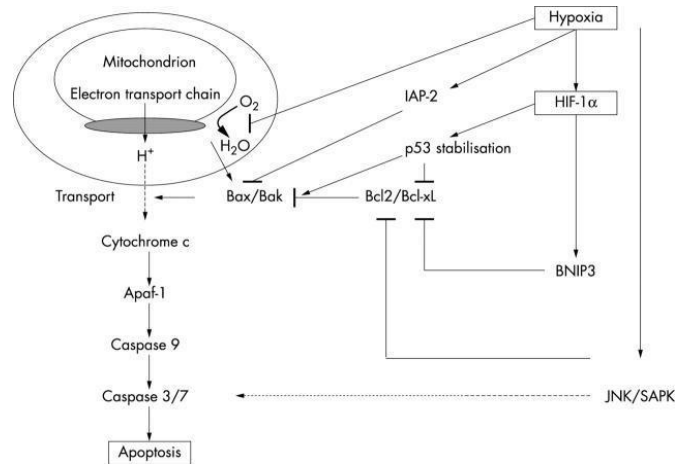 Hypoxia
Mitochondrion
Electron transport chain
O2
IAP-2
HIF-1α
H2O
H+
p53 stabilisation
Transport
Bax/Bak
Bcl2/Bcl-xL
Cytochrome c
BNIP3
Apaf-1
Caspase 9
Caspase 3/7
JNK/SAPK
Apoptosis